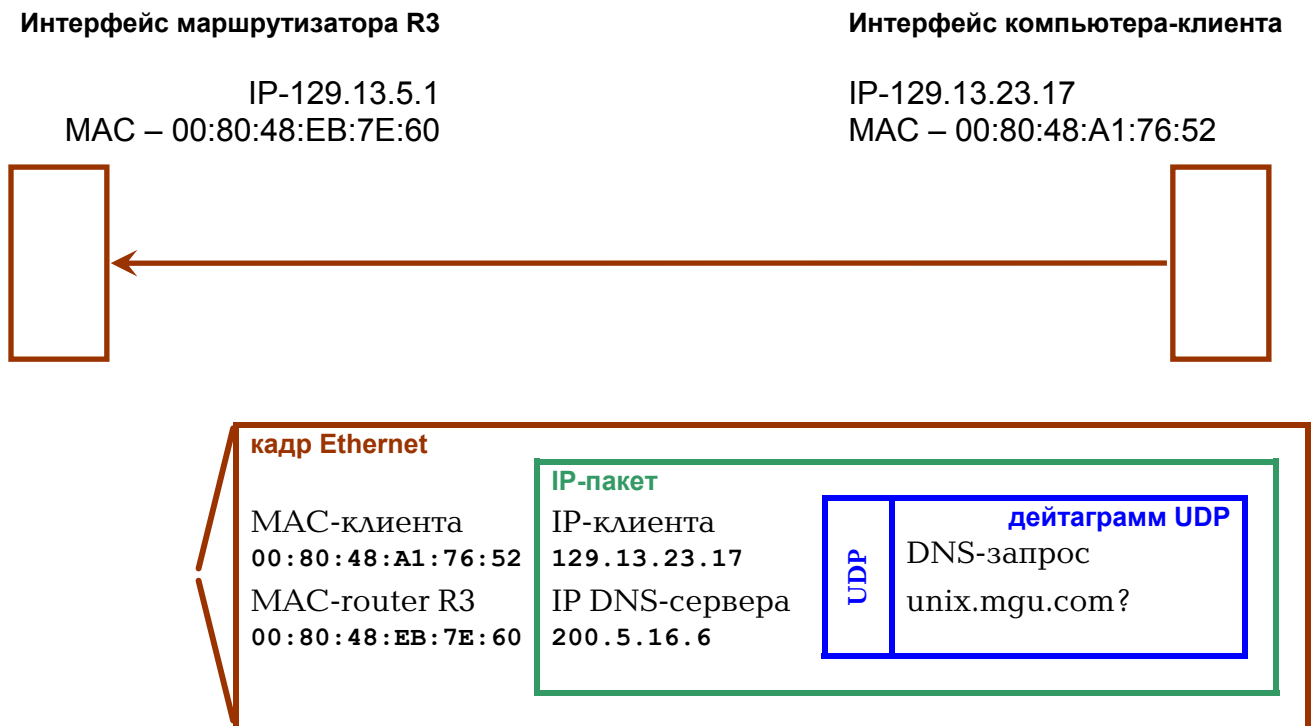 Интерфейс маршрутизатора R3
IP-129.13.5.1
MAC – 00:80:48:EB:7E:60
Интерфейс компьютера-клиента
IP-129.13.23.17
MAC – 00:80:48:A1:76:52
кадр Ethernet
MAC-клиента
00:80:48:A1:76:52
MAC-router R3
00:80:48:EB:7E:60
IP-пакет
IP-клиента
129.13.23.17
IP DNS-сервера
200.5.16.6
UDP
дейтаграмм UDP
DNS-запрос
unix.mgu.com?